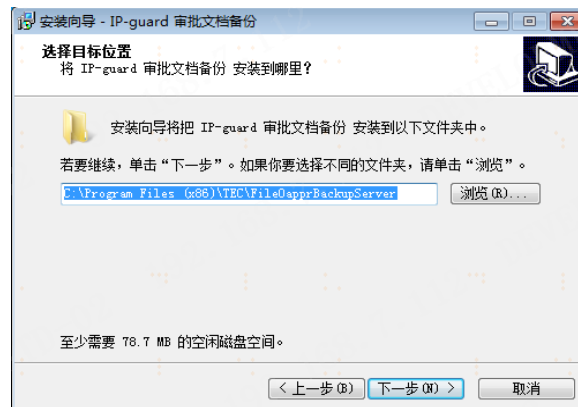 安装向导 - IP-guard 审批文档备份
选择目标位置
将 IP-guard 审批文档备份 安装到哪里？
安装向导将把 IP-guard 审批文档备份 安装到以下文件夹中。
若要继续，单击“下一步”。如果你要选择不同的文件夹，请单击“浏览”。
C:\Program Files (x86)\TEC\FileOapprBackupServer
浏览(R)...
至少需要 78.7 MB 的空闲磁盘空间。
< 上一步(B)
下一步(N) >
取消